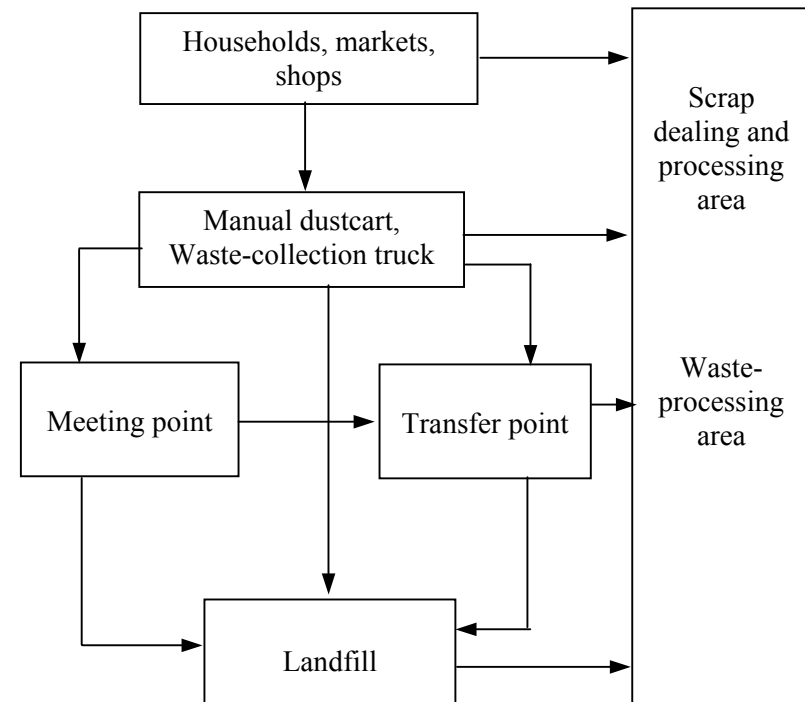 Households, markets,
shops
Scrap
dealing and
processing
area
Manual dustcart,
Waste-collection truck
Meeting point
Transfer point
Waste-
processing
area
Landfill